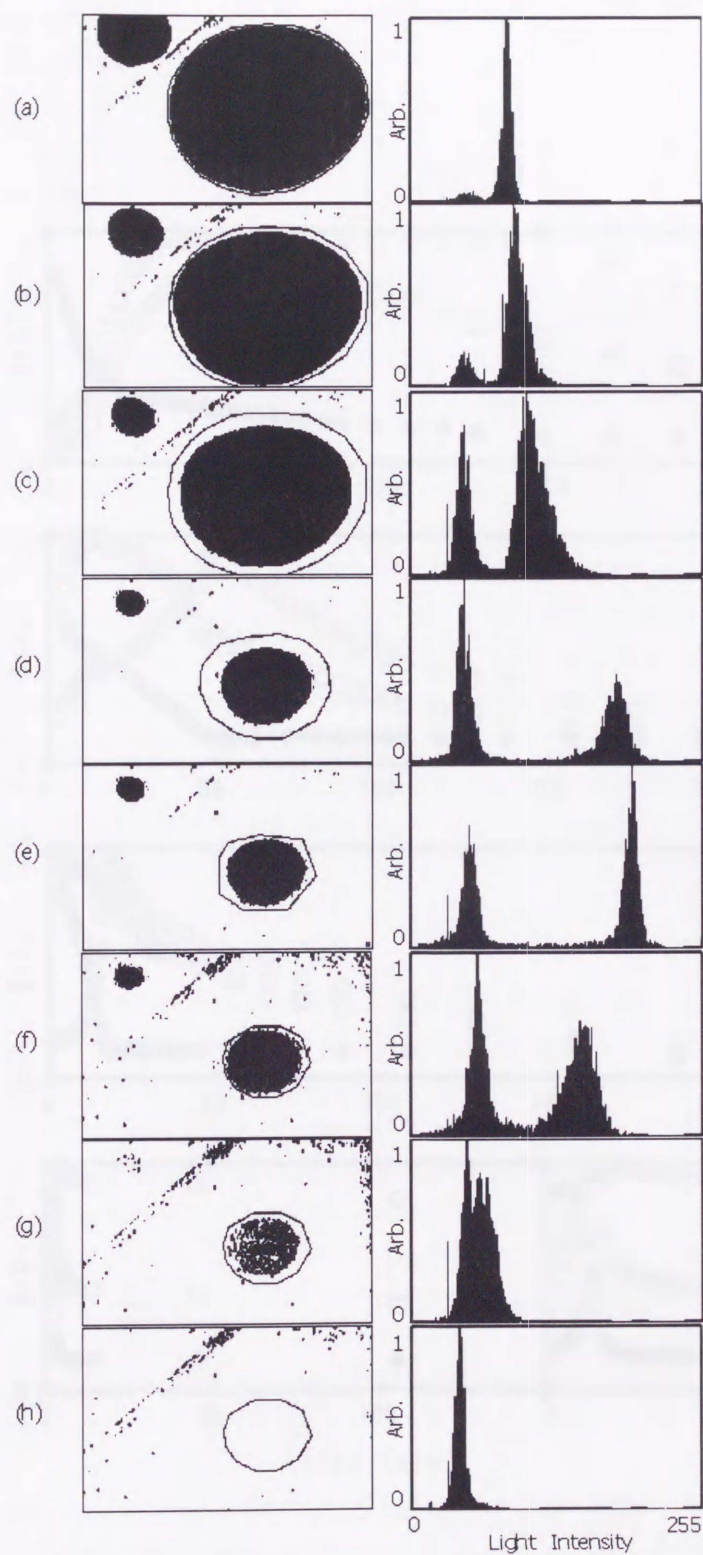 (a)
1
Arb.
0
(b)
1
Arb.
0
(c)
1
Arb.
0
(d)
1
Arb.
0
(e)
1
Arb.
0
(f)
1
Arb.
0
(g)
1
Arb.
0
(h)
1
Arb.
0
0 255
Light Intensity